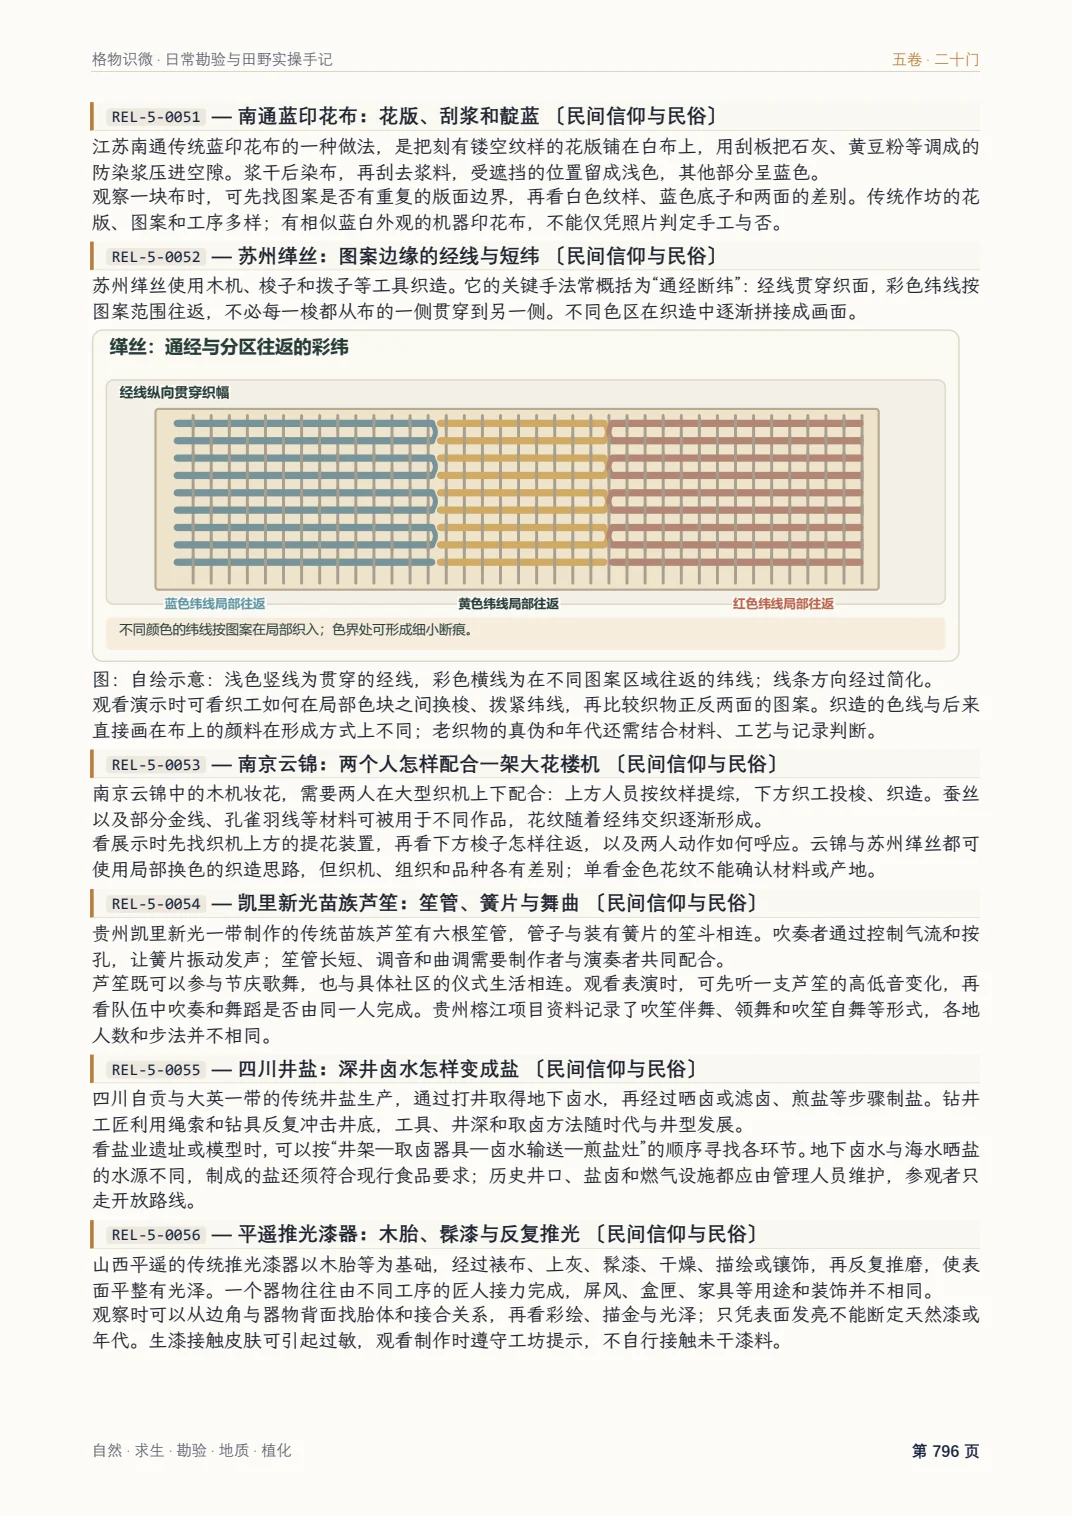 格物识微 · 日常勘验与田野实操手记
五卷 · 二十门
REL-5-0051 — 南通蓝印花布：花版、刮浆和靛蓝 〔民间信仰与民俗〕
江苏南通传统蓝印花布的一种做法，是把刻有镂空纹样的花版铺在白布上，用刮板把石灰、黄豆粉等调成的
防染浆压进空隙。浆干后染布，再刮去浆料，受遮挡的位置留成浅色，其他部分呈蓝色。
观察一块布时，可先找图案是否有重复的版面边界，再看白色纹样、蓝色底子和两面的差别。传统作坊的花
版、图案和工序多样；有相似蓝白外观的机器印花布，不能仅凭照片判定手工与否。
REL-5-0052 — 苏州缂丝：图案边缘的经线与短纬 〔民间信仰与民俗〕
苏州缂丝使用木机、梭子和拨子等工具织造。它的关键手法常概括为“通经断纬”：经线贯穿织面，彩色纬线按
图案范围往返，不必每一梭都从布的一侧贯穿到另一侧。不同色区在织造中逐渐拼接成画面。
缂丝：通经与分区往返的彩纬
经线纵向贯穿织幅
蓝色纬线局部往返
黄色纬线局部往返
红色纬线局部往返
不同颜色的纬线按图案在局部织入；色界处可形成细小断痕。
图：自绘示意：浅色竖线为贯穿的经线，彩色横线为在不同图案区域往返的纬线；线条方向经过简化。
观看演示时可看织工如何在局部色块之间换梭、拨紧纬线，再比较织物正反两面的图案。织造的色线与后来
直接画在布上的颜料在形成方式上不同；老织物的真伪和年代还需结合材料、工艺与记录判断。
REL-5-0053 — 南京云锦：两个人怎样配合一架大花楼机 〔民间信仰与民俗〕
南京云锦中的木机妆花，需要两人在大型织机上下配合：上方人员按纹样提综，下方织工投梭、织造。蚕丝
以及部分金线、孔雀羽线等材料可被用于不同作品，花纹随着经纬交织逐渐形成。
看展示时先找织机上方的提花装置，再看下方梭子怎样往返，以及两人动作如何呼应。云锦与苏州缂丝都可
使用局部换色的织造思路，但织机、组织和品种各有差别；单看金色花纹不能确认材料或产地。
REL-5-0054 — 凯里新光苗族芦笙：笙管、簧片与舞曲 〔民间信仰与民俗〕
贵州凯里新光一带制作的传统苗族芦笙有六根笙管，管子与装有簧片的笙斗相连。吹奏者通过控制气流和按
孔，让簧片振动发声；笙管长短、调音和曲调需要制作者与演奏者共同配合。
芦笙既可以参与节庆歌舞，也与具体社区的仪式生活相连。观看表演时，可先听一支芦笙的高低音变化，再
看队伍中吹奏和舞蹈是否由同一人完成。贵州榕江项目资料记录了吹笙伴舞、领舞和吹笙自舞等形式，各地
人数和步法并不相同。
REL-5-0055 — 四川井盐：深井卤水怎样变成盐 〔民间信仰与民俗〕
四川自贡与大英一带的传统井盐生产，通过打井取得地下卤水，再经过晒卤或滤卤、煎盐等步骤制盐。钻井
工匠利用绳索和钻具反复冲击井底，工具、井深和取卤方法随时代与井型发展。
看盐业遗址或模型时，可以按“井架—取卤器具—卤水输送—煎盐灶”的顺序寻找各环节。地下卤水与海水晒盐
的水源不同，制成的盐还须符合现行食品要求；历史井口、盐卤和燃气设施都应由管理人员维护，参观者只
走开放路线。
REL-5-0056 — 平遥推光漆器：木胎、髹漆与反复推光 〔民间信仰与民俗〕
山西平遥的传统推光漆器以木胎等为基础，经过裱布、上灰、髹漆、干燥、描绘或镶饰，再反复推磨，使表
面平整有光泽。一个器物往往由不同工序的匠人接力完成，屏风、盒匣、家具等用途和装饰并不相同。
观察时可以从边角与器物背面找胎体和接合关系，再看彩绘、描金与光泽；只凭表面发亮不能断定天然漆或
年代。生漆接触皮肤可引起过敏，观看制作时遵守工坊提示，不自行接触未干漆料。
自然 · 求生 · 勘验 · 地质 · 植化
第 796 页